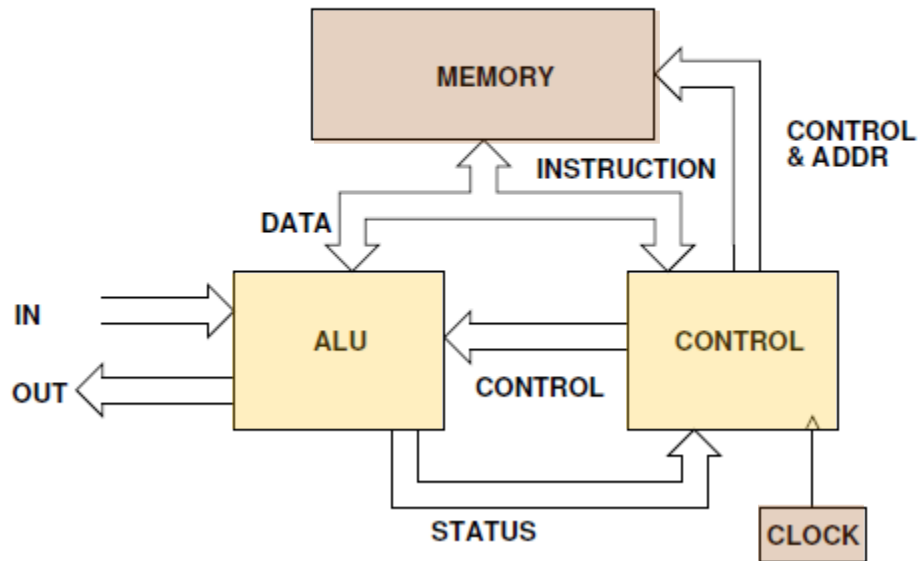 MEMORY
CONTROL
& ADDR
INSTRUCTION
DATA
IN
ALU
CONTROL
CONTROL
OUT
STATUS
CLOCK